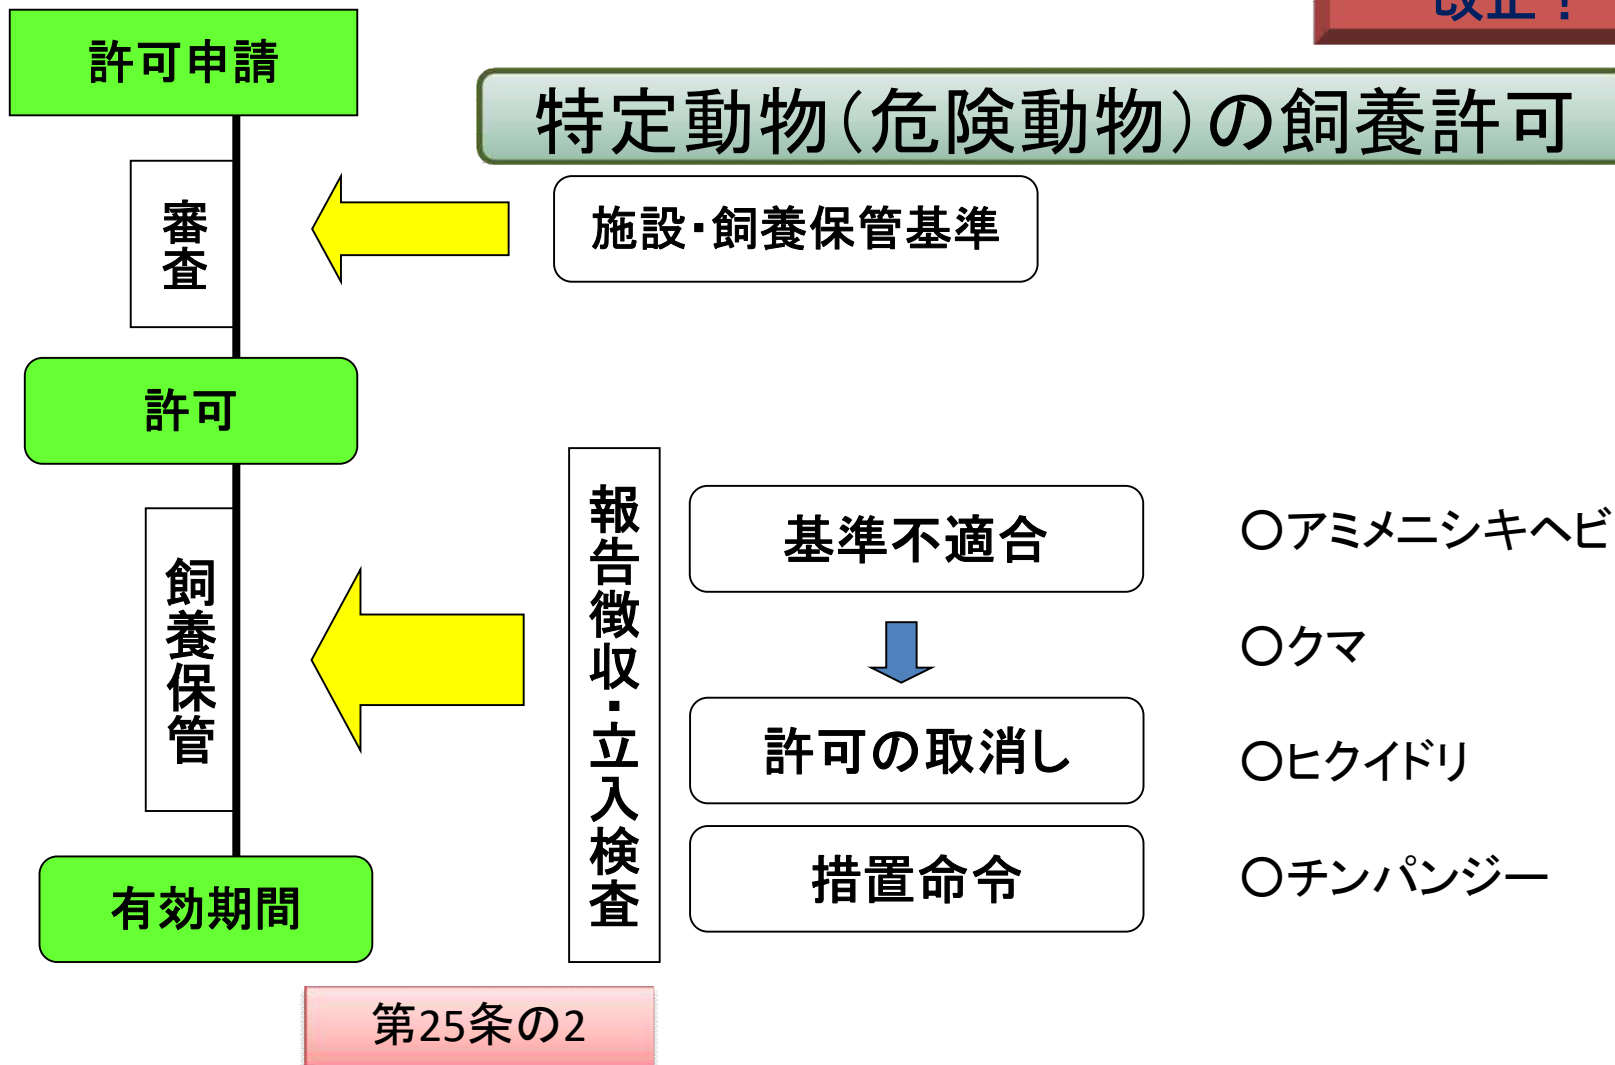 改正！
許可申請
特定動物（危険動物）の飼養許可
審査
施設・飼養保管基準
許可
飼養保管
報告徴収・立入検査
基準不適合
許可の取消し
措置命令
○アミメニシキヘビ
○クマ
○ヒクイドリ
○チンパンジー
有効期間
第25条の2